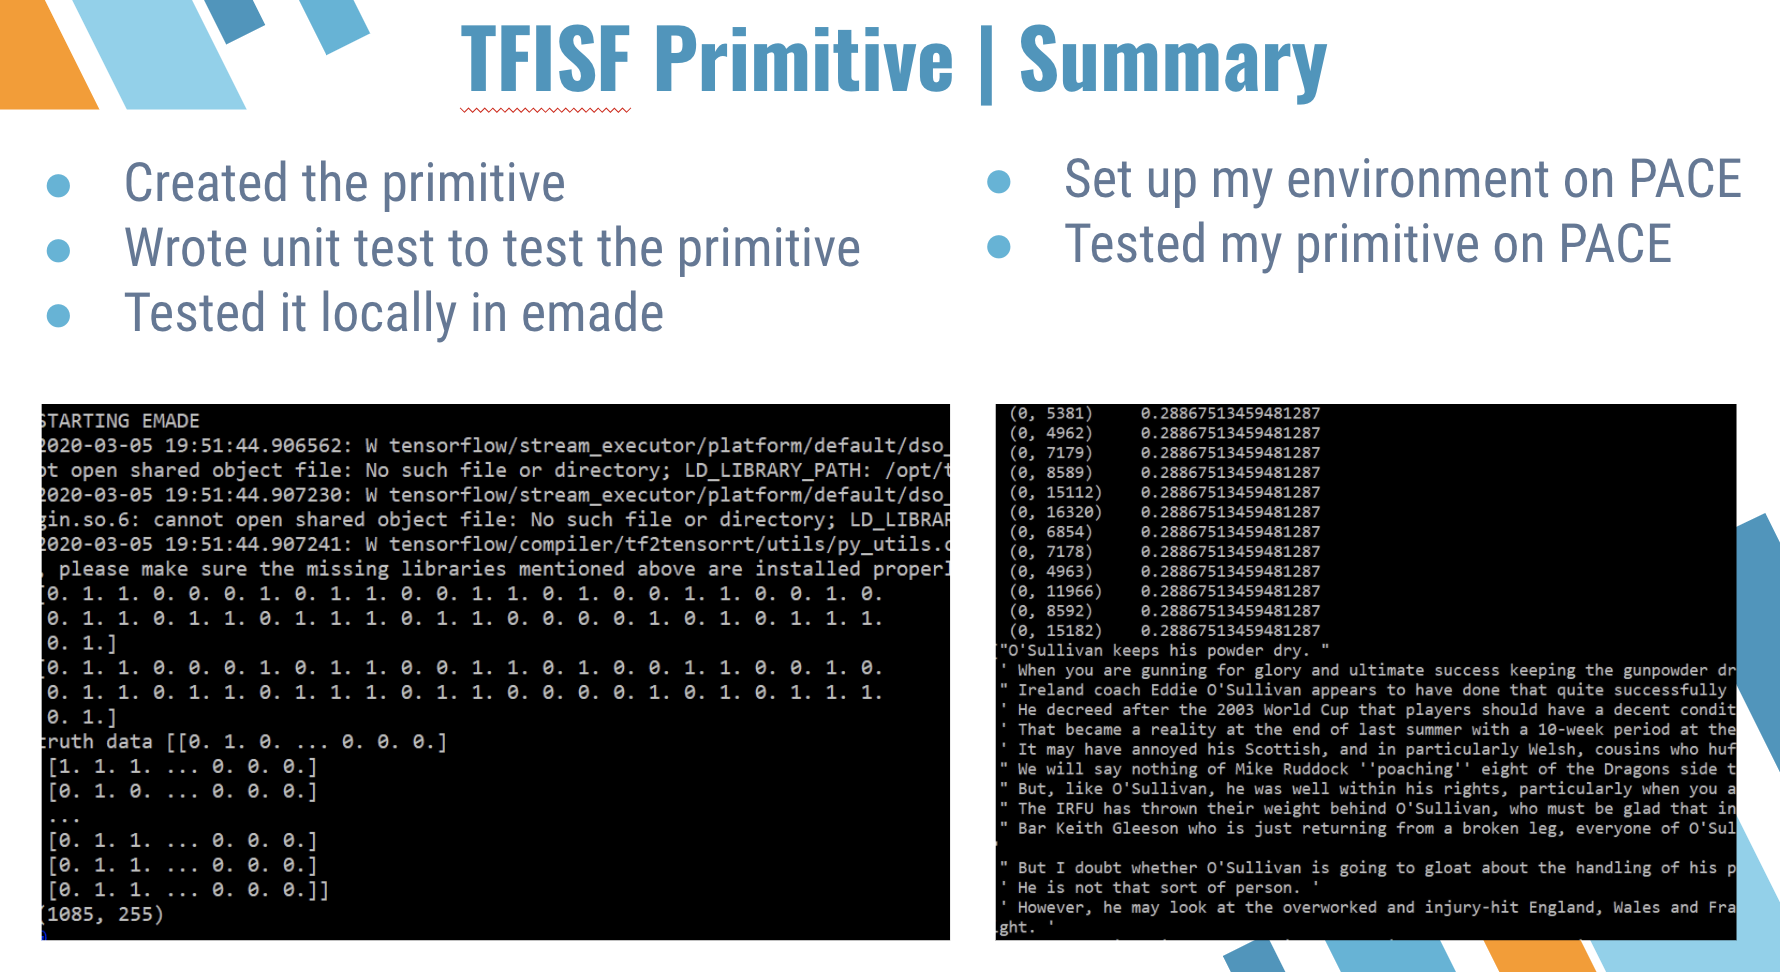 TFISF Primitive | Summary
● Created the primitive
● Wrote unit test to test the primitive
● Tested it locally in emade
● Set up my environment on PACE
● Tested my primitive on PACE
STARTING EMADE
2020-03-05 19:51:44.906562: W tensorflow/stream_executor/platform/default/dso_
ot open shared object file: No such file or directory; LD_LIBRARY_PATH: /opt/t
2020-03-05 19:51:44.907230: W tensorflow/stream_executor/platform/default/dso_
gin.so.6: cannot open shared object file: No such file or directory; LD_LIBRAR
2020-03-05 19:51:44.907241: W tensorflow/compiler/tf2tensorrt/utils/py_utils.c
, please make sure the missing libraries mentioned above are installed properl
[0. 1. 1. 0. 0. 0. 1. 0. 1. 1. 0. 0. 1. 1. 0. 1. 0. 0. 1. 1. 0. 0. 1. 0.
0. 1. 1. 0. 1. 1. 0. 1. 1. 1. 0. 1. 1. 0. 0. 0. 0. 1. 0. 1. 0. 1. 1. 1.
0. 1.]
[0. 1. 1. 0. 0. 0. 1. 0. 1. 1. 0. 0. 1. 1. 0. 1. 0. 0. 1. 1. 0. 0. 1. 0.
0. 1. 1. 0. 1. 1. 0. 1. 1. 1. 0. 1. 1. 0. 0. 0. 0. 1. 0. 1. 0. 1. 1. 1.
0. 1.]
truth data [[0. 1. 0. ... 0. 0. 0.]
[1. 1. 1. ... 0. 0. 0.]
[0. 1. 0. ... 0. 0. 0.]
...
[0. 1. 1. ... 0. 0. 0.]
[0. 1. 1. ... 0. 0. 0.]
[0. 1. 1. ... 0. 0. 0.]]
(1085, 255)
(0, 5381) 0.28867513459481287
(0, 4962) 0.28867513459481287
(0, 7179) 0.28867513459481287
(0, 8589) 0.28867513459481287
(0, 15112) 0.28867513459481287
(0, 16320) 0.28867513459481287
(0, 6854) 0.28867513459481287
(0, 7178) 0.28867513459481287
(0, 4963) 0.28867513459481287
(0, 11966) 0.28867513459481287
(0, 8592) 0.28867513459481287
(0, 15182) 0.28867513459481287
["O'Sullivan keeps his powder dry. "
' When you are gunning for glory and ultimate success keeping the gunpowder dr
" Ireland coach Eddie O'Sullivan appears to have done that quite successfully
' He decreed after the 2003 World Cup that players should have a decent condit
' That became a reality at the end of last summer with a 10-week period at the
' It may have annoyed his Scottish, and in particularly Welsh, cousins who huf
" We will say nothing of Mike Ruddock ''poaching'' eight of the Dragons side t
" But, like O'Sullivan, he was well within his rights, particularly when you a
" The IRFU has thrown their weight behind O'Sullivan, who must be glad that in
" Bar Keith Gleeson who is just returning from a broken leg, everyone of O'Sul
'
" But I doubt whether O'Sullivan is going to gloat about the handling of his p
' He is not that sort of person. '
' However, he may look at the overworked and injury-hit England, Wales and Fra
ght. '